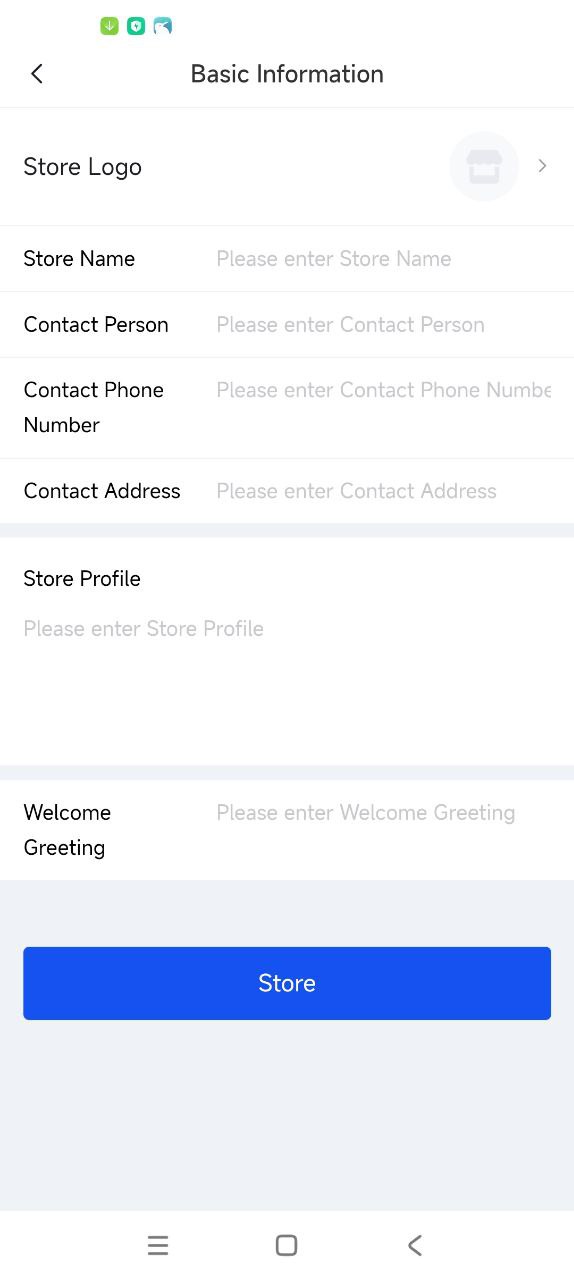 Basic Information
Store Logo
Store Name Please enter Store Name
Contact Person Please enter Contact Person
Contact Phone Please enter Contact Phone Numbe
Number
Contact Address Please enter Contact Address
Store Profile
Please enter Store Profile
Welcome Please enter Welcome Greeting
Greeting
Store